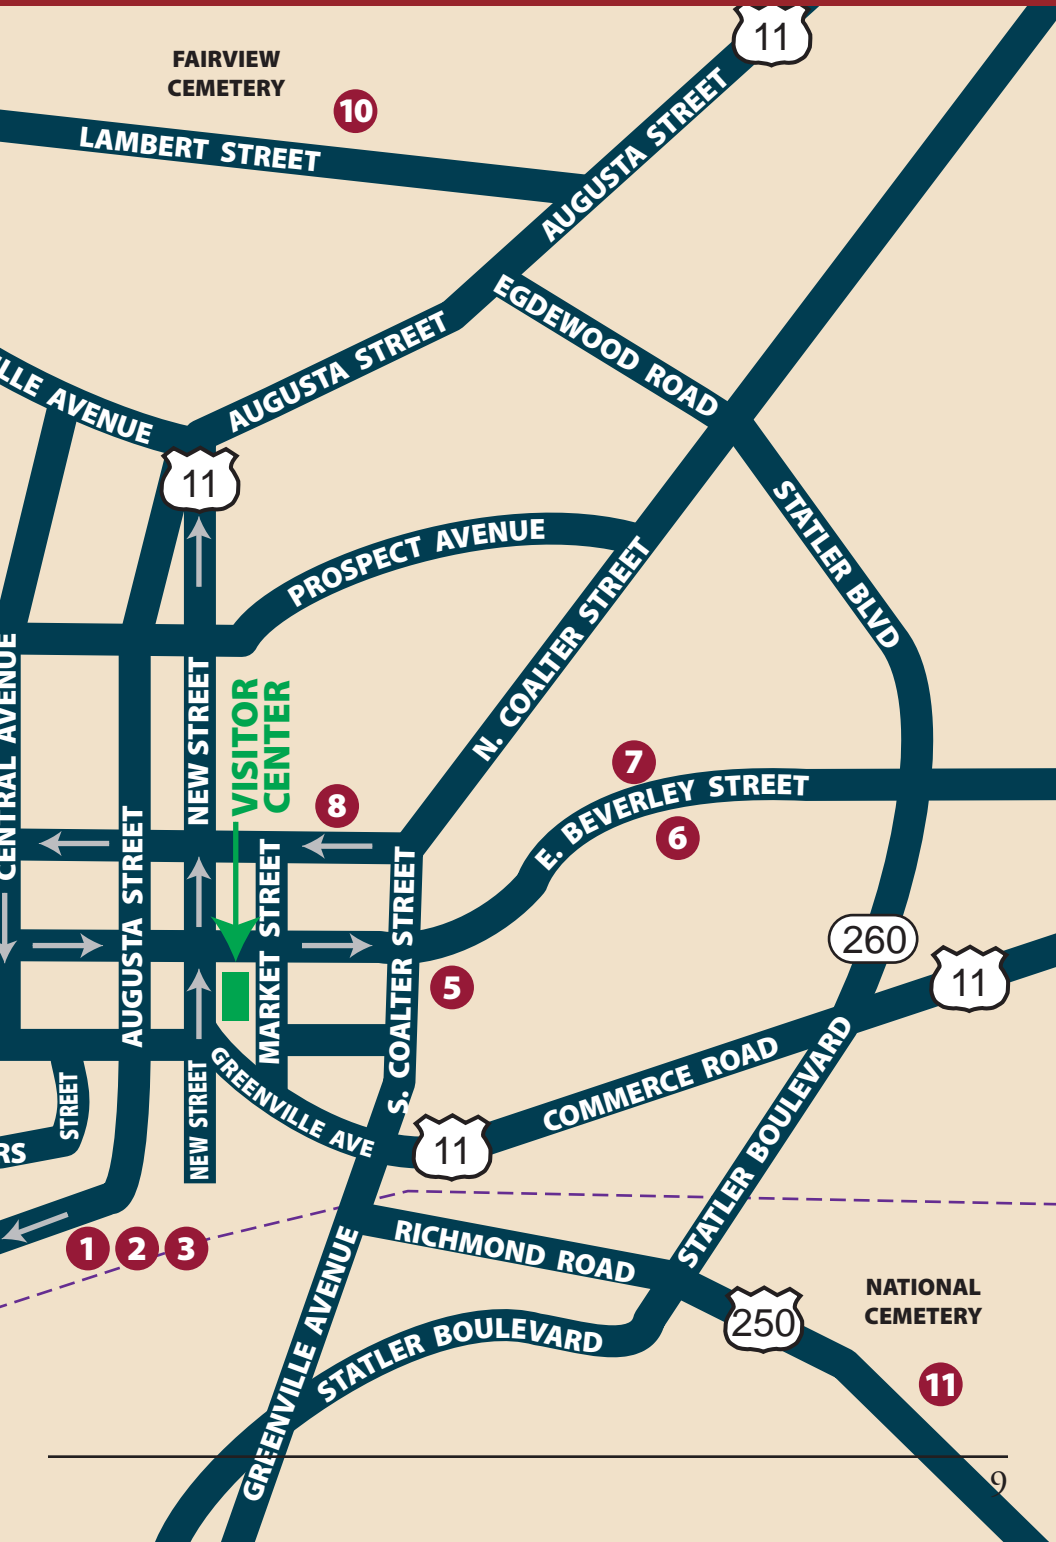 11
FAIRVIEW
CEMETERY
10
LAMBERT STREET
AUGUSTA STREET
EGDEWOOD ROAD
AUGUSTA STREET
LLE AVENUE
11
STATLER BLVD
PROSPECT AVENUE
N. COALTER STREET
CENTRAL AVENUE
NEW STREET
VISITOR
CENTER
7
E. BEVERLEY STREET
8
6
AUGUSTA STREET
MARKET STREET
S. COALTER STREET
260
11
5
COMMERCE ROAD
STATLER BOULEVARD
GREENVILLE AVE
STREET
RS
NEW STREET
11
1
2
3
RICHMOND ROAD
GREENVILLE AVENUE
NATIONAL
CEMETERY
250
STATLER BOULEVARD
11
9